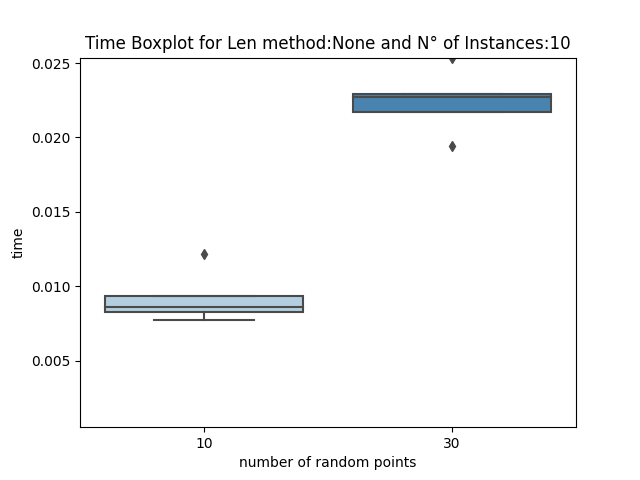 Time Boxplot for Len method:None and N° of Instances:10
0.025
0.020
0.015
0.010
0.005
time
10 30
number of random points